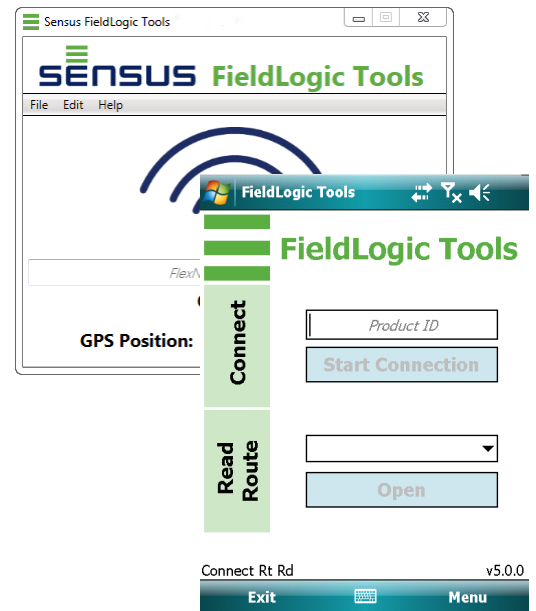 Sensus FieldLogic Tools
SENSUS FieldLogic Tools
File Edit Help
FlexN
GPS Position:
FieldLogic Tools
FieldLogic Tools
Connect
Product ID
Start Connection
Read
Route
Open
Connect Rt Rd v5.0.0
Exit Menu